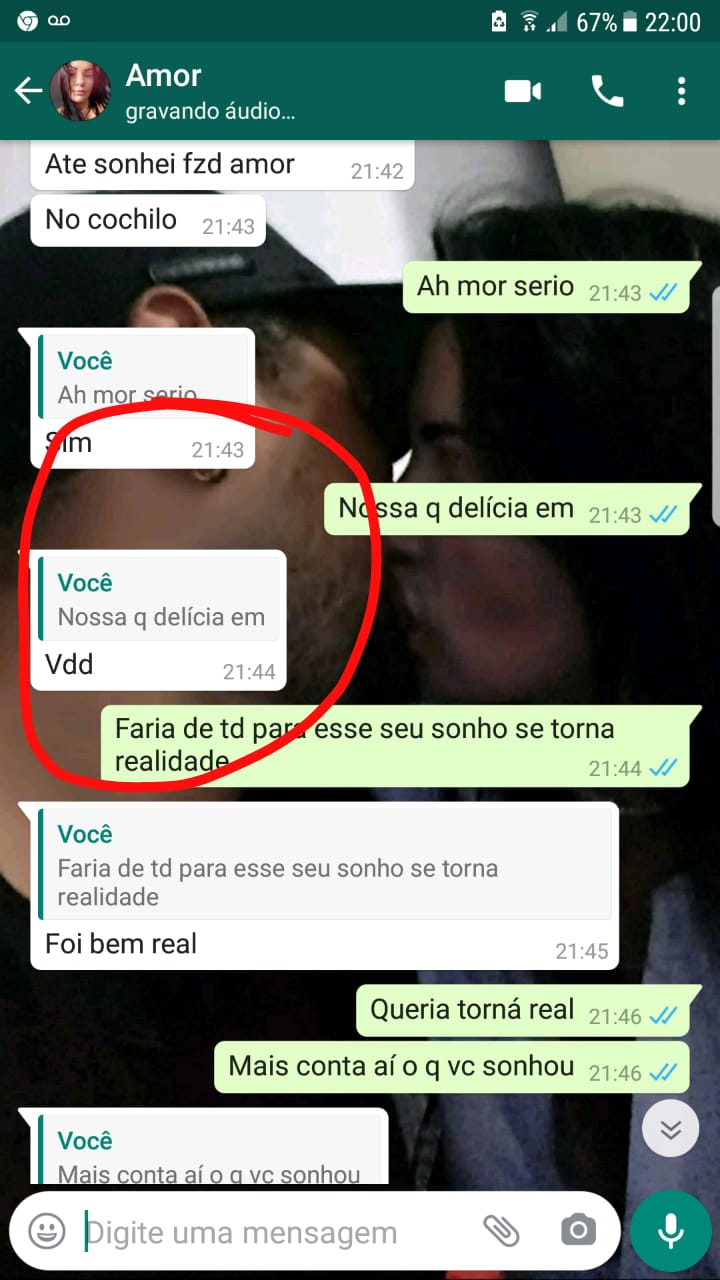 67% 22:00
Amor
gravando áudio...
Ate sonhei fzd amor 21:42
No cochilo 21:43
Ah mor serio 21:43
Você
Ah mor serio
Sim 21:43
Nossa q delícia em 21:43
Você
Nossa q delícia em
Vdd 21:44
Faria de td para esse seu sonho se torna
realidade 21:44
Você
Faria de td para esse seu sonho se torna
realidade
Foi bem real 21:45
Queria torná real 21:46
Mais conta aí o q vc sonhou 21:46
Você
Mais conta aí o q vc sonhou
Digite uma mensagem